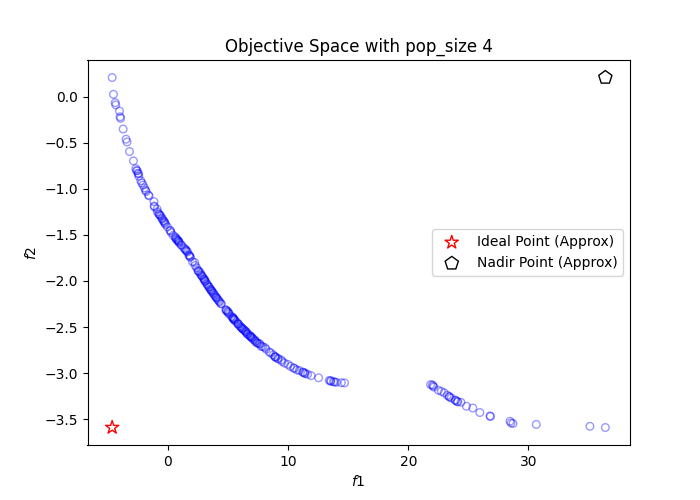 Objective Space with pop_size 4
f2
0.0
−0.5
−1.0
−1.5
−2.0
−2.5
−3.0
−3.5
Ideal Point (Approx)
Nadir Point (Approx)
0 10 20 30
f1